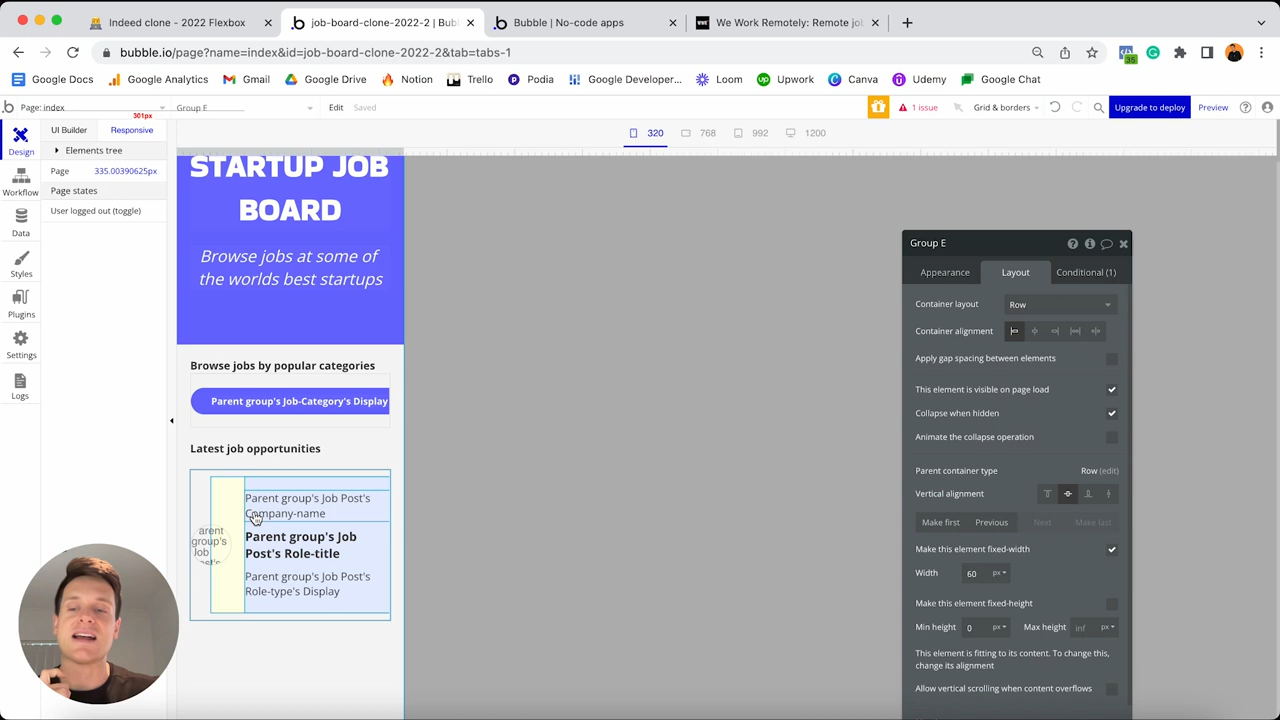 Indeed clone - 2022 Flexbox
job-board-clone-2022-2 | Bubb
Bubble | No-code apps
We Work Remotely: Remote jo
bubble.io/page?name=index&id=job-board-clone-2022-2&tab=tabs-1
35
Google Docs
Google Analytics
Gmail
Google Drive
Notion
Trello
Podia
Google Developer...
Loom
Upwork
Canva
Udemy
Google Chat
Page: index
Group E
Edit
Saved
1 issue
Grid & borders
Upgrade to deploy
Preview
301px
Design
Workflow
Data
Styles
Plugins
Settings
Logs
UI Builder
Responsive
Elements tree
Page
335.00390625px
Page states
User logged out (toggle)
320
768
992
1200
STARTUP JOB
BOARD
Browse jobs at some of
the worlds best startups
Browse jobs by popular categories
Parent group's Job-Category's Display
Latest job opportunities
arent
group's
Job
Parent group's Job Post's
Company-name
Parent group's Job
Post's Role-title
Parent group's Job Post's
Role-type's Display
Group E
Appearance
Layout
Conditional (1)
Container layout
Row
Container alignment
Apply gap spacing between elements
This element is visible on page load
Collapse when hidden
Animate the collapse operation
Parent container type
Row (edit)
Vertical alignment
Make first
Previous
Next
Make last
Make this element fixed-width
Width
60
px
Make this element fixed-height
Min height
0
px
Max height
inf
px
This element is fitting to its content. To change this,
change its alignment
Allow vertical scrolling when content overflows